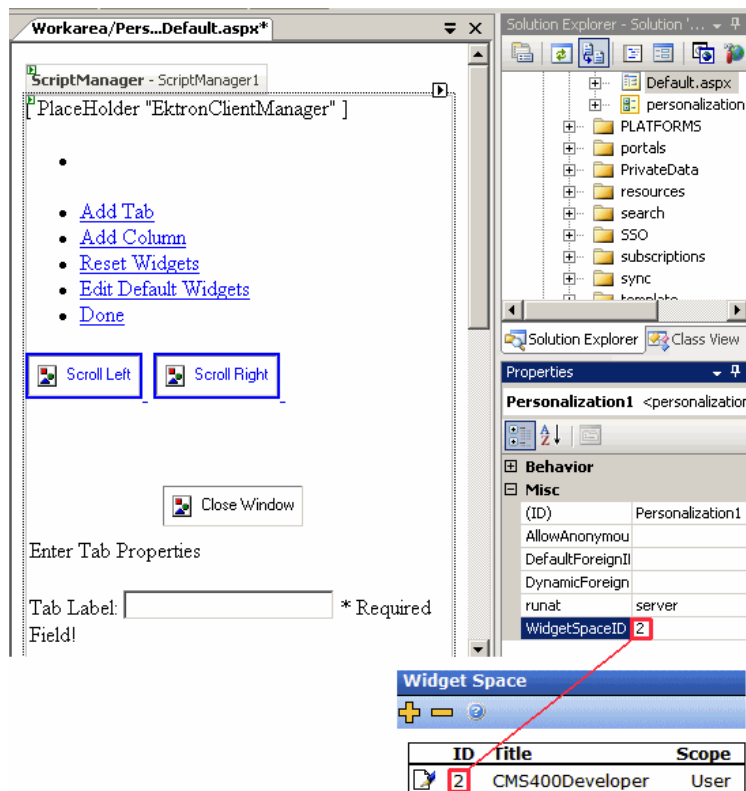 Workarea/Pers...Default.aspx*
ScriptManager - ScriptManager1
[ PlaceHolder "EktronClientManager" ]
Add Tab
Add Column
Reset Widgets
Edit Default Widgets
Done
Scroll Left
Scroll Right
Close Window
Enter Tab Properties
Tab Label:
* Required
Field!
Solution Explorer - Solution '...
Default.aspx
personalization
PLATFORMS
portals
PrivateData
resources
search
SSO
subscriptions
sync
template
Solution Explorer
Class View
Properties
Personalization1 <personalization
Behavior
Misc
(ID) Personalization1
AllowAnonymou
DefaultForeignI
DynamicForeign
runat server
WidgetSpaceID 2
Widget Space
ID Title Scope
2 CMS400Developer User